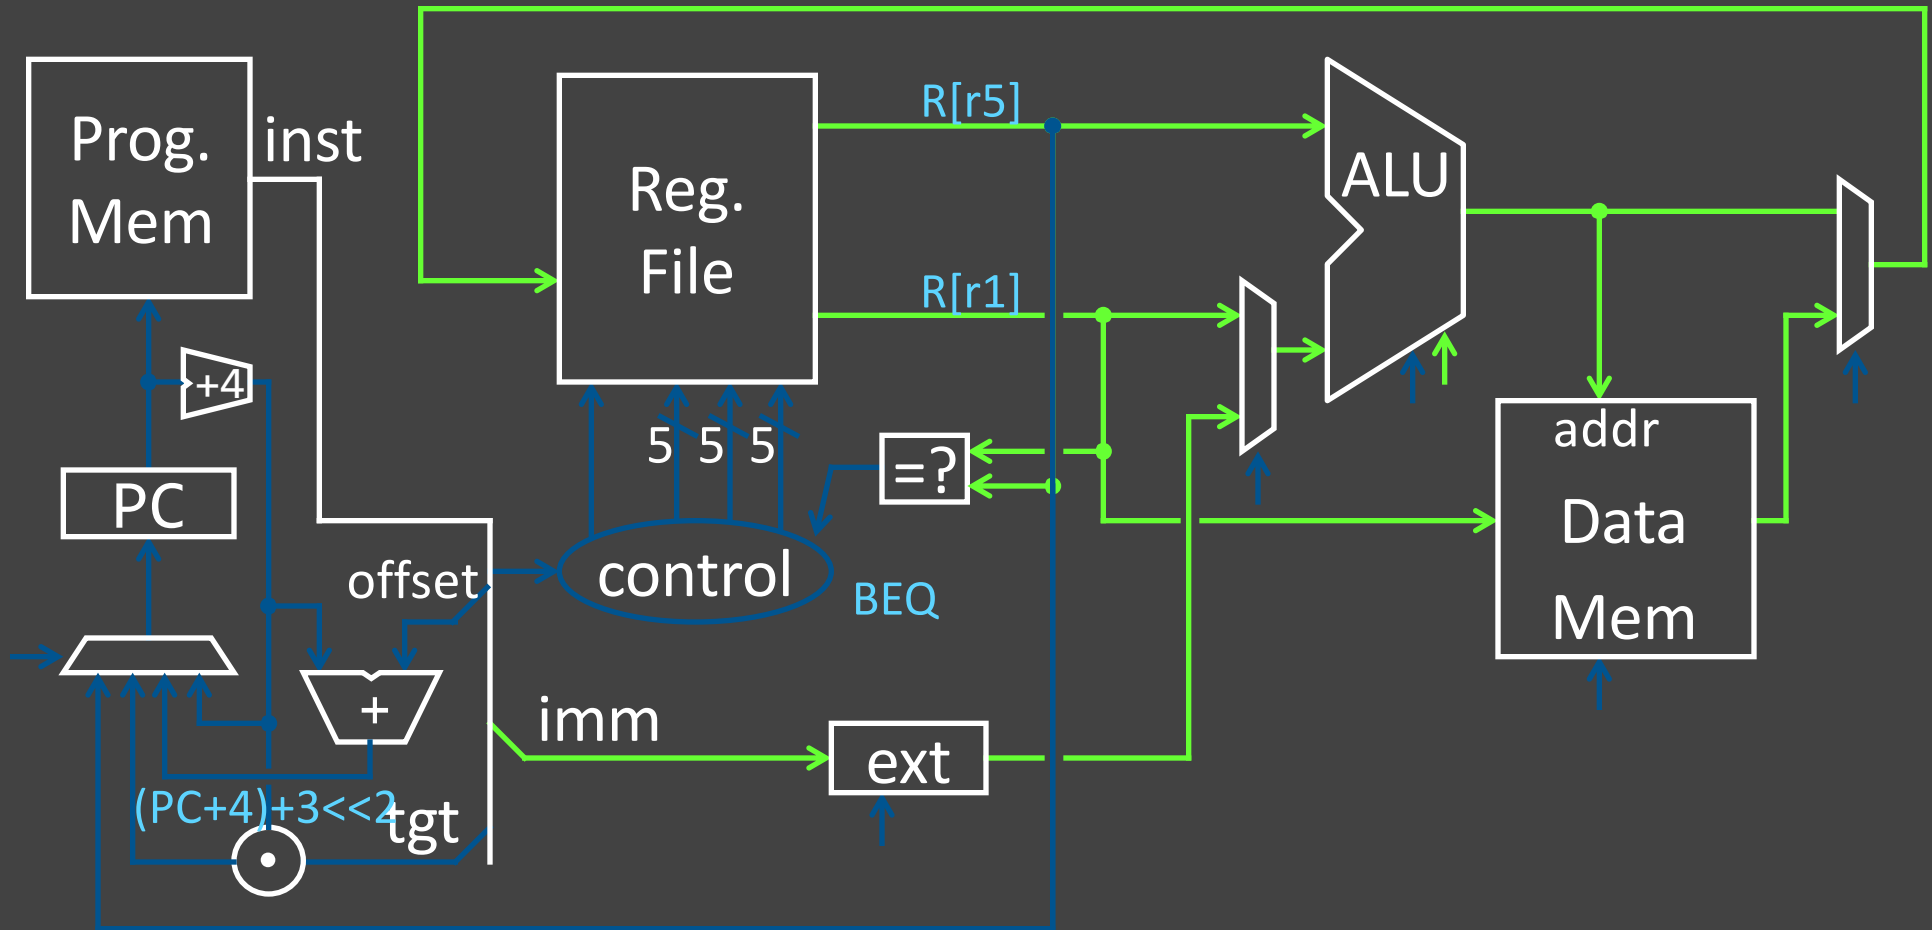 Prog.
Mem
inst
+4
PC
Reg.
File
R[r5]
R[r1]
ALU
5 5 5
=?
addr
Data
Mem
offset
control
BEQ
+
imm
ext
(PC+4)+3<<2
tgt